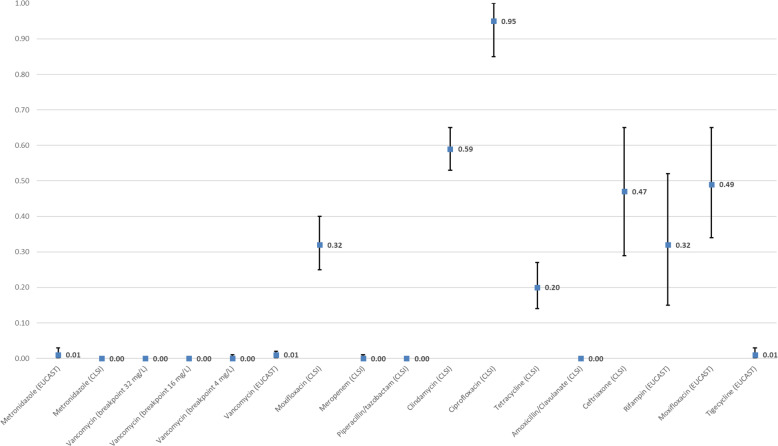 1.00
0.90
0.80
0.70
0.60
0.50
0.40
0.30
0.20
0.10
0.00
0.01
0.00
0.00
0.00
0.00
0.01
0.32
0.00
0.00
0.59
0.95
0.20
0.00
0.47
0.32
0.49
0.01
Metronidazole (EUCAST)
Metronidazole (CLSI)
Vancomycin (breakpoint 32 mg/L)
Vancomycin (breakpoint 16 mg/L)
Vancomycin (breakpoint 4 mg/L)
Vancomycin (EUCAST)
Moxifloxacin (CLSI)
Meropenem (CLSI)
Piperacillin/tazobactam (CLSI)
Clindamycin (CLSI)
Ciprofloxacin (CLSI)
Tetracycline (CLSI)
Amoxicillin/Clavulanate (CLSI)
Ceftriaxone (CLSI)
Rifampin (EUCAST)
Moxifloxacin (EUCAST)
Tigecycline (EUCAST)